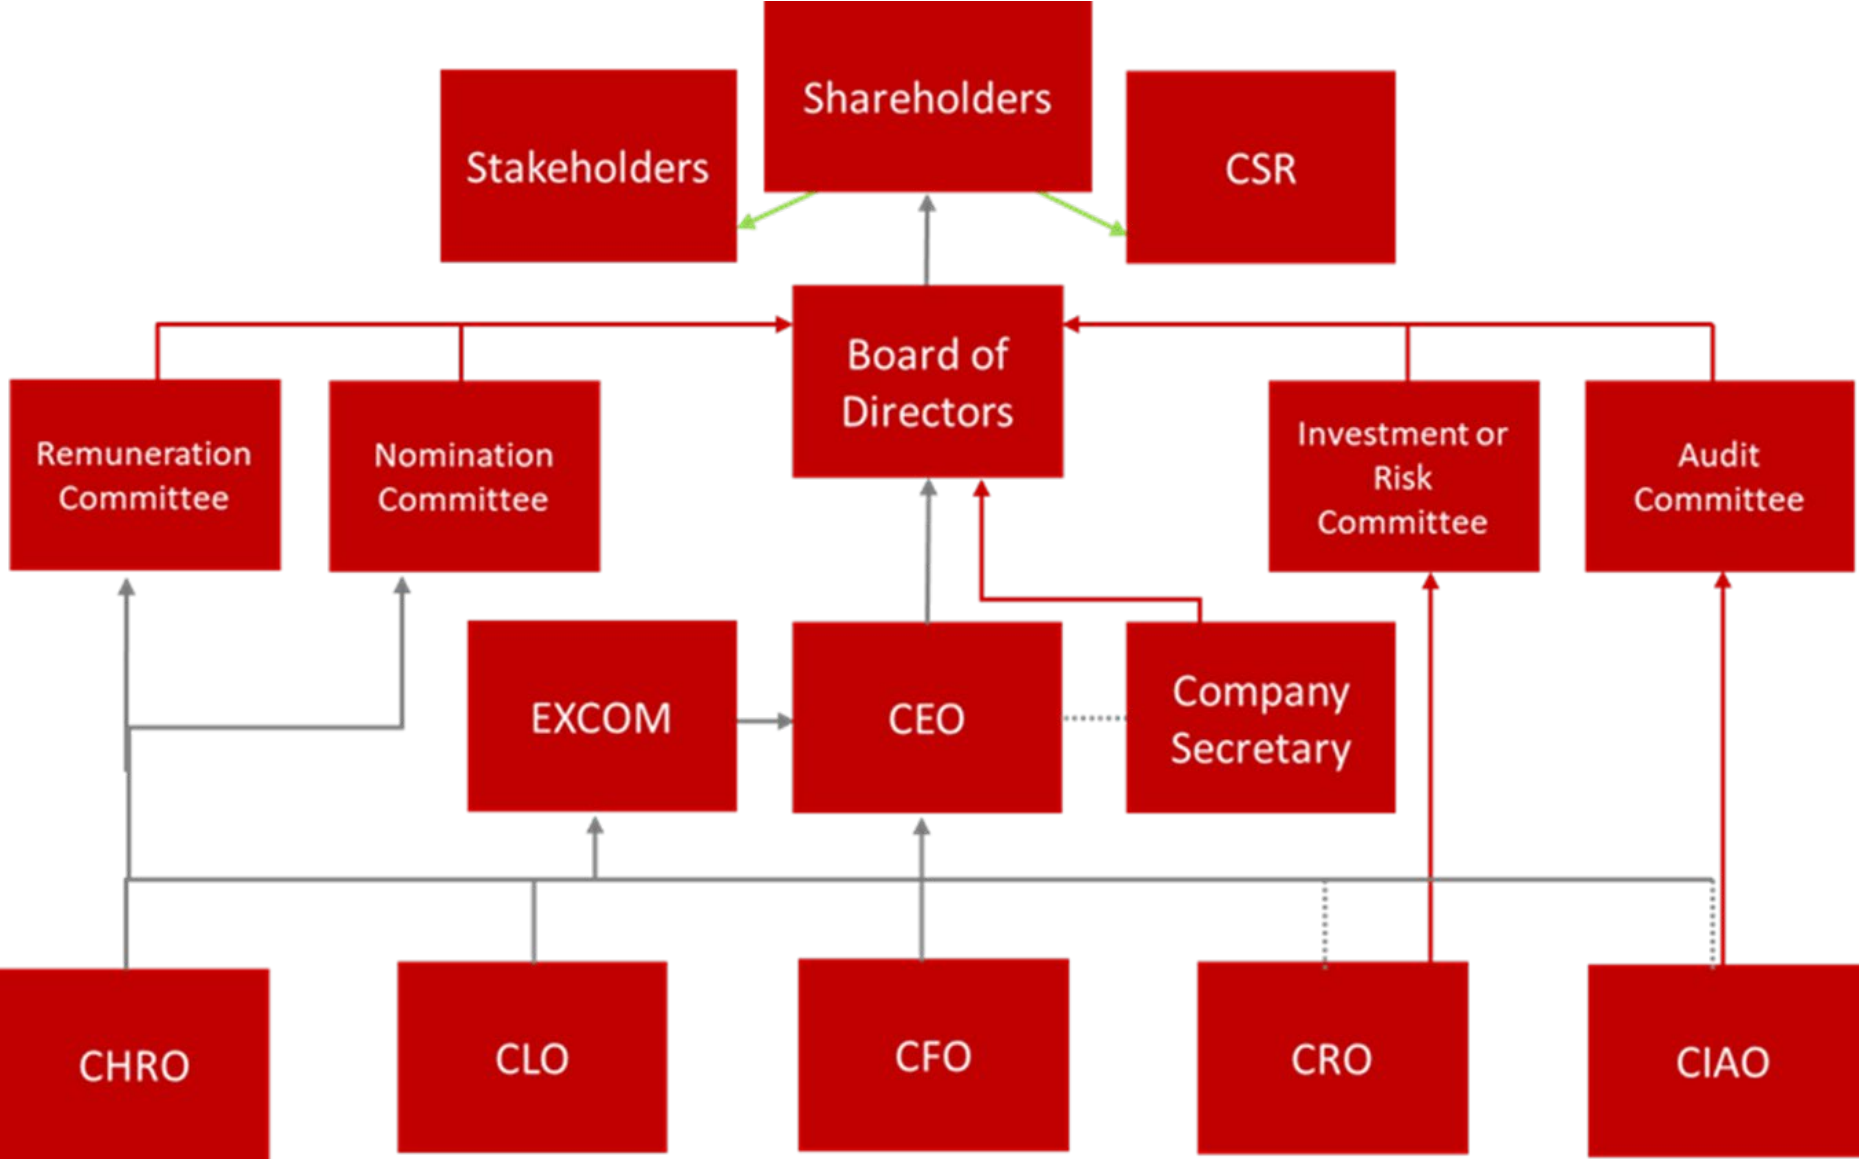 Shareholders
Stakeholders
CSR
Board of
Directors
Remuneration
Committee
Nomination
Committee
Investment or
Risk
Committee
Audit
Committee
EXCOM
CEO
Company
Secretary
CHRO
CLO
CFO
CRO
CIAO